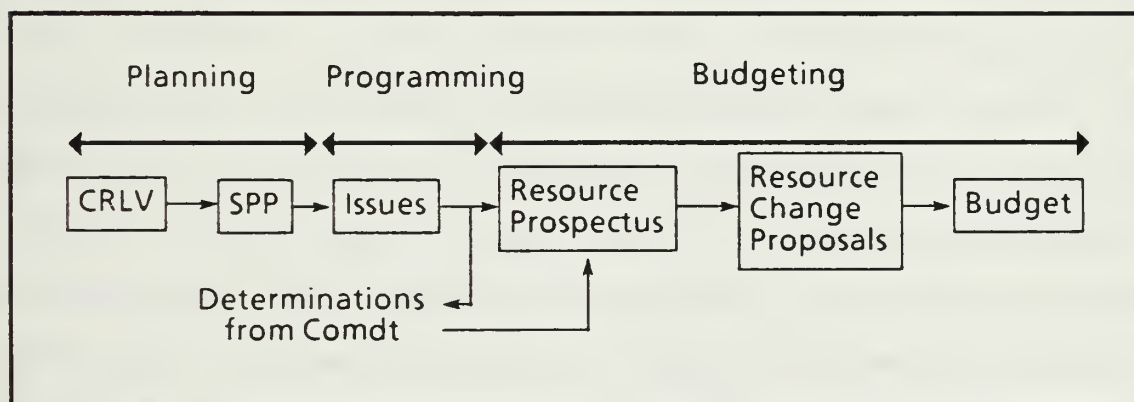 Planning Programming Budgeting
CRLV
SPP
Issues
Resource
Prospectus
Resource
Change
Proposals
Budget
Determinations
from Comdt